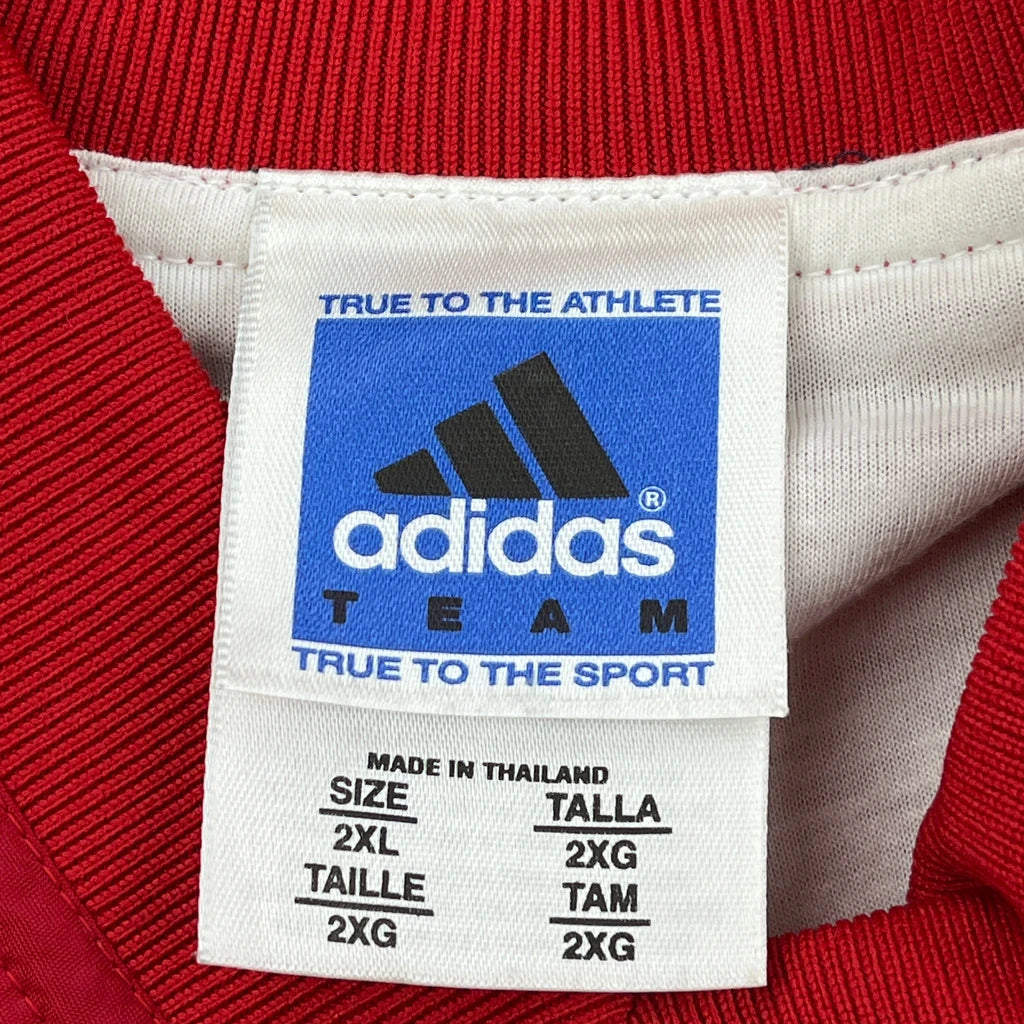 TRUE TO THE ATHLETE
adidas®
TEAM
TRUE TO THE SPORT
MADE IN THAILAND
SIZE
2XL
TALLA
2XG
TAILLE
2XG
TAM
2XG